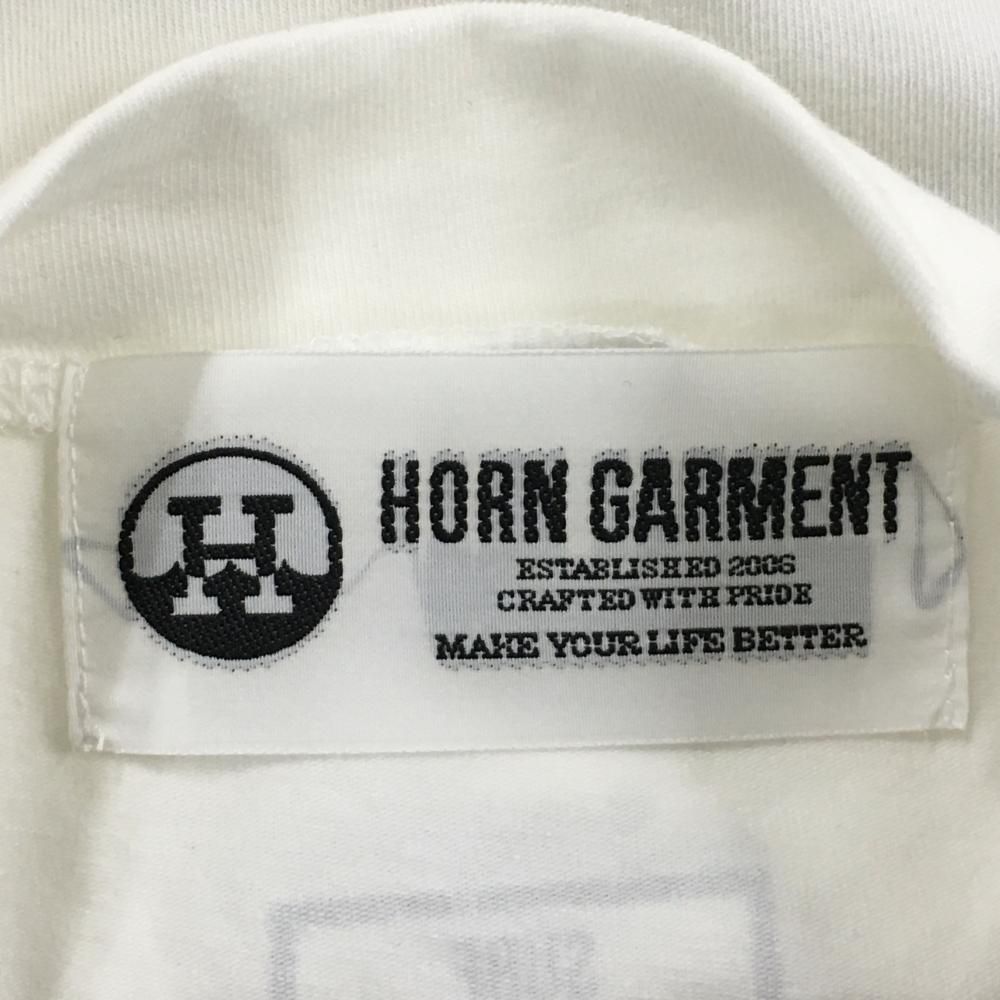 H
HORN GARMENT
ESTABLISHED 2006
CRAFTED WITH PRIDE
MAKE YOUR LIFE BETTER